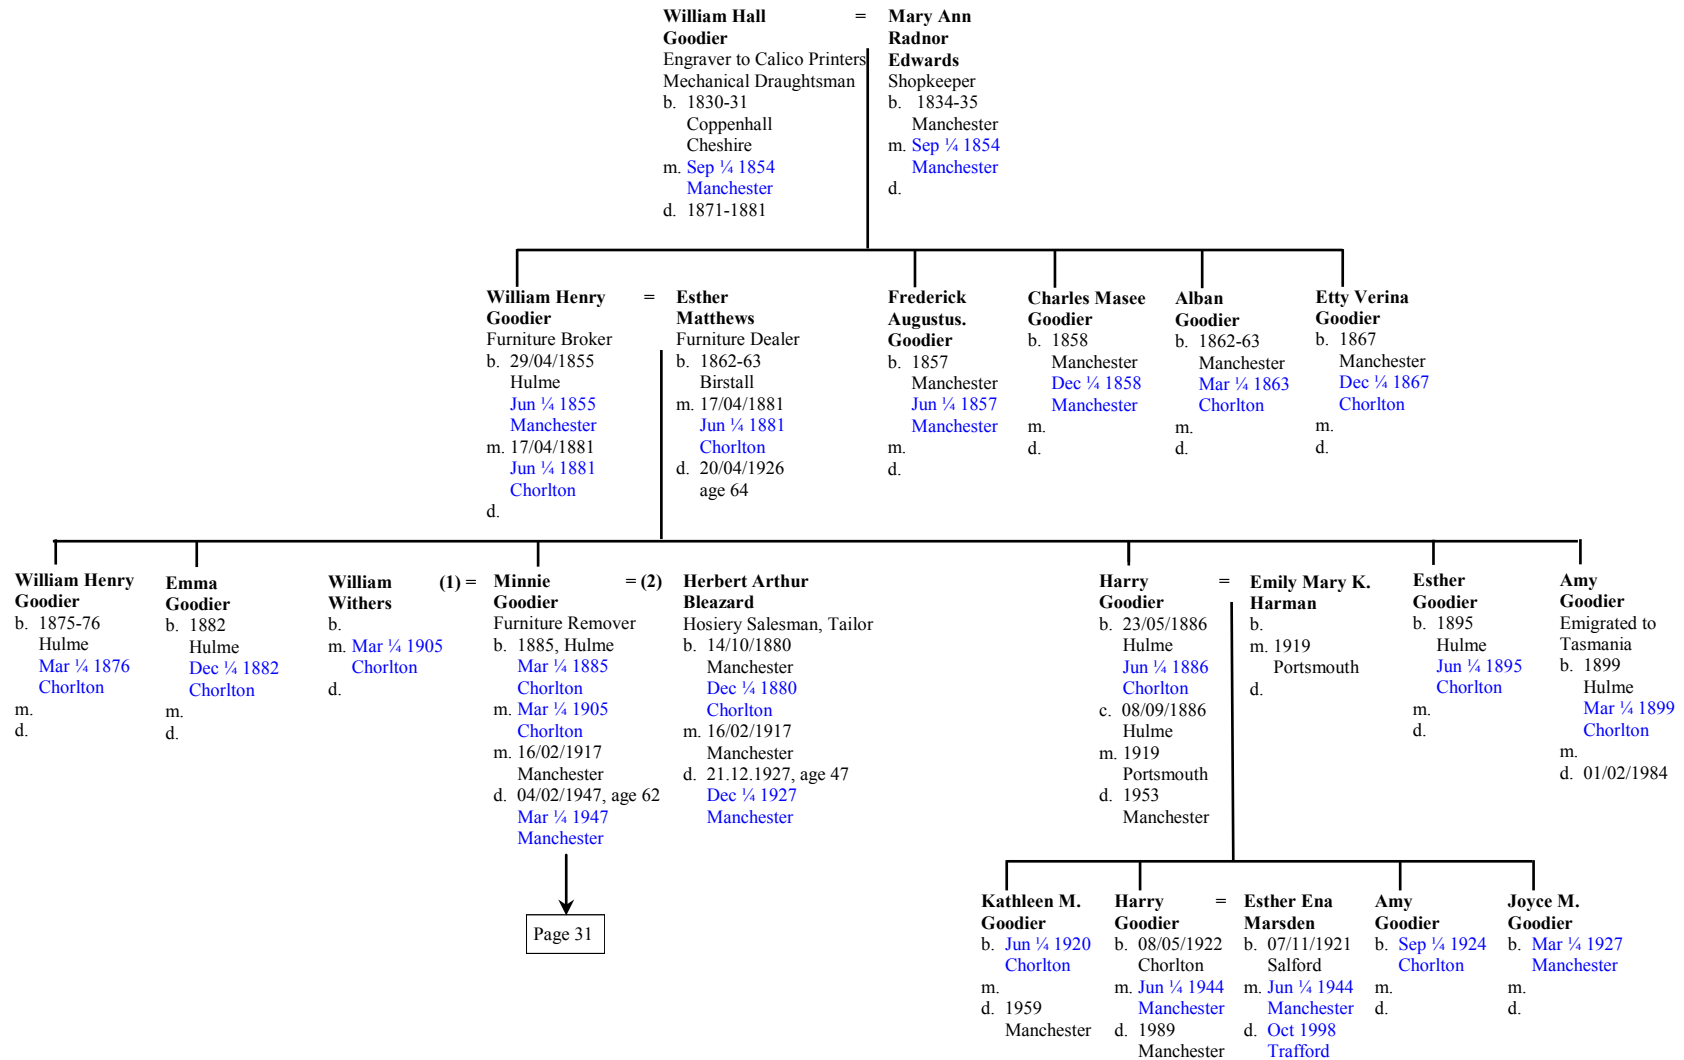 William Hall
Goodier
Engraver to Calico Printers
Mechanical Draughtsman
b. 1830-31
Coppenhall
Cheshire
m. Sep ¼ 1854
Manchester
d. 1871-1881
=
Mary Ann
Radnor
Edwards
Shopkeeper
b. 1834-35
Manchester
m. Sep ¼ 1854
Manchester
d.
William Henry
Goodier
Furniture Broker
b. 29/04/1855
Hulme
Jun ¼ 1855
Manchester
m. 17/04/1881
Jun ¼ 1881
Chorlton
d.
=
Esther
Matthews
Furniture Dealer
b. 1862-63
Birstall
m. 17/04/1881
Jun ¼ 1881
Chorlton
d. 20/04/1926
age 64
Frederick
Augustus.
Goodier
b. 1857
Manchester
Jun ¼ 1857
Manchester
m.
d.
Charles Masee
Goodier
b. 1858
Manchester
Dec ¼ 1858
Manchester
m.
d.
Alban
Goodier
b. 1862-63
Manchester
Mar ¼ 1863
Chorlton
m.
d.
Etty Verina
Goodier
b. 1867
Manchester
Dec ¼ 1867
Chorlton
m.
d.
William Henry
Goodier
b. 1875-76
Hulme
Mar ¼ 1876
Chorlton
m.
d.
Emma
Goodier
b. 1882
Hulme
Dec ¼ 1882
Chorlton
m.
d.
William
Withers
b.
m. Mar ¼ 1905
Chorlton
d.
(1) =
Minnie
Goodier
Furniture Remover
b. 1885, Hulme
Mar ¼ 1885
Chorlton
m. Mar ¼ 1905
Chorlton
m. 16/02/1917
Manchester
d. 04/02/1947, age 62
Mar ¼ 1947
Manchester
= (2)
Herbert Arthur
Bleazard
Hosiery Salesman, Tailor
b. 14/10/1880
Manchester
Dec ¼ 1880
Chorlton
m. 16/02/1917
Manchester
d. 21.12.1927, age 47
Dec ¼ 1927
Manchester
Harry
Goodier
b. 23/05/1886
Hulme
Jun ¼ 1886
Chorlton
c. 08/09/1886
Hulme
m. 1919
Portsmouth
d. 1953
Manchester
=
Emily Mary K.
Harman
b.
m. 1919
Portsmouth
d.
Esther
Goodier
b. 1895
Hulme
Jun ¼ 1895
Chorlton
m.
d.
Amy
Goodier
Emigrated to
Tasmania
b. 1899
Hulme
Mar ¼ 1899
Chorlton
m.
d. 01/02/1984
Page 31
Kathleen M.
Goodier
b. Jun ¼ 1920
Chorlton
m.
d. 1959
Manchester
Harry
Goodier
b. 08/05/1922
Chorlton
m. Jun ¼ 1944
Manchester
d. 1989
Manchester
=
Esther Ena
Marsden
b. 07/11/1921
Salford
m. Jun ¼ 1944
Manchester
d. Oct 1998
Trafford
Amy
Goodier
b. Sep ¼ 1924
Chorlton
m.
d.
Joyce M.
Goodier
b. Mar ¼ 1927
Manchester
m.
d.